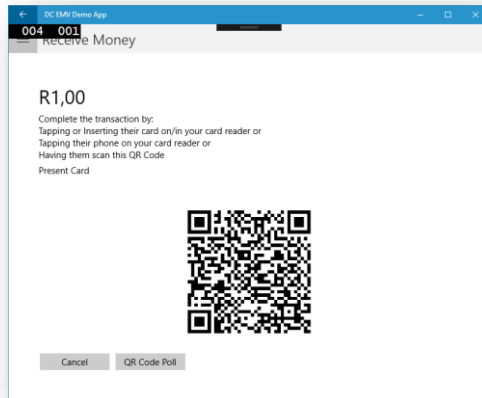 DC EMV Demo App
004 001
Receive Money
R1,00
Complete the transaction by:
Tapping or Inserting their card on/in your card reader or
Tapping their phone on your card reader or
Having them scan this QR Code
Present Card
Cancel QR Code Poll